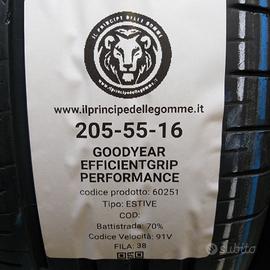 IL PRINCIPE DELLE GOMME
www.ilprincipedellegomme.it
205-55-16
GOODYEAR
EFFICIENTGRIP
PERFORMANCE
codice prodotto: 60251
Tipo: ESTIVE
COD:
Battistrada: 70%
Codice Velocità: 91V
FILA: 38
subito